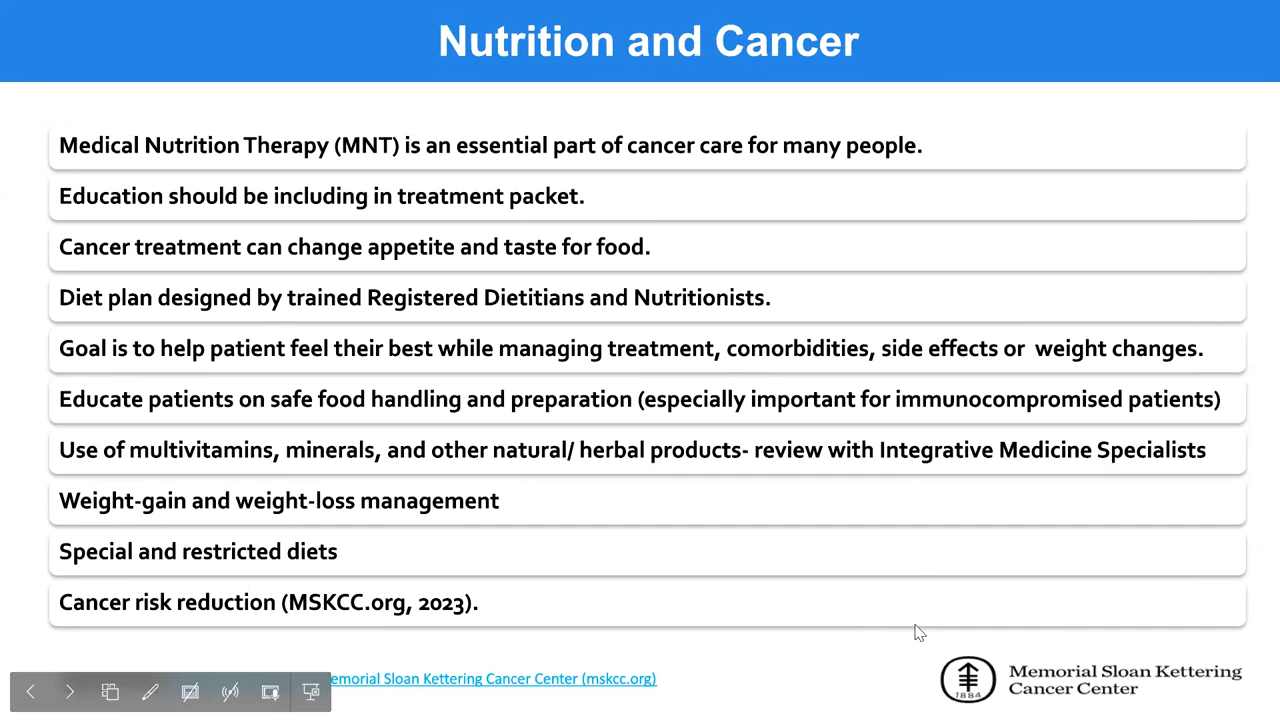 Nutrition and Cancer
Medical Nutrition Therapy (MNT) is an essential part of cancer care for many people.
Education should be including in treatment packet.
Cancer treatment can change appetite and taste for food.
Diet plan designed by trained Registered Dietitians and Nutritionists.
Goal is to help patient feel their best while managing treatment, comorbidities, side effects or weight changes.
Educate patients on safe food handling and preparation (especially important for immunocompromised patients)
Use of multivitamins, minerals, and other natural/ herbal products- review with Integrative Medicine Specialists
Weight-gain and weight-loss management
Special and restricted diets
Cancer risk reduction (MSKCC.org, 2023).
emorial Sloan Kettering Cancer Center (mskcc.org)
1884
Memorial Sloan Kettering
Cancer Center